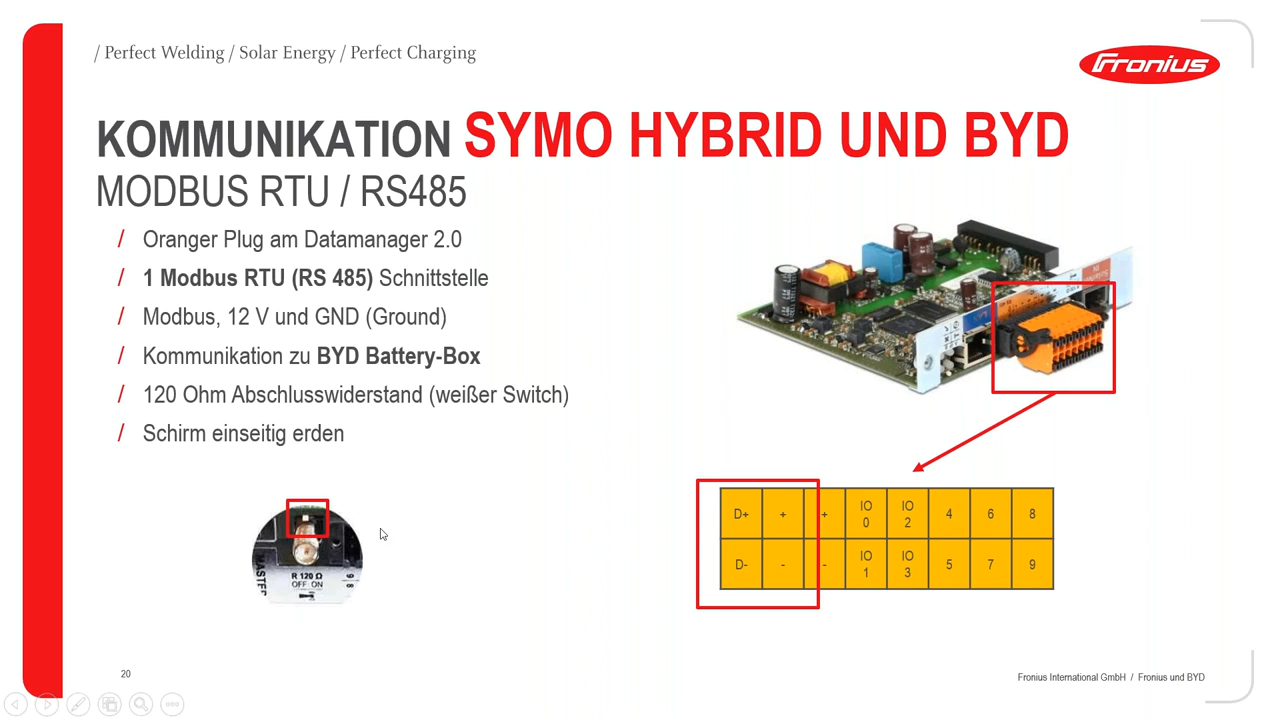 / Perfect Welding / Solar Energy / Perfect Charging
Fronius
KOMMUNIKATION SYMO HYBRID UND BYD
MODBUS RTU / RS485
/ Oranger Plug am Datamanager 2.0
/ 1 Modbus RTU (RS 485) Schnittstelle
/ Modbus, 12 V und GND (Ground)
/ Kommunikation zu BYD Battery-Box
/ 120 Ohm Abschlusswiderstand (weißer Switch)
/ Schirm einseitig erden
D+ + + IO 0 IO 2 4 6 8
D- - - IO 1 IO 3 5 7 9
MASTER
R 120 Ω
OFF ON
9 8
20
Fronius International GmbH / Fronius und BYD